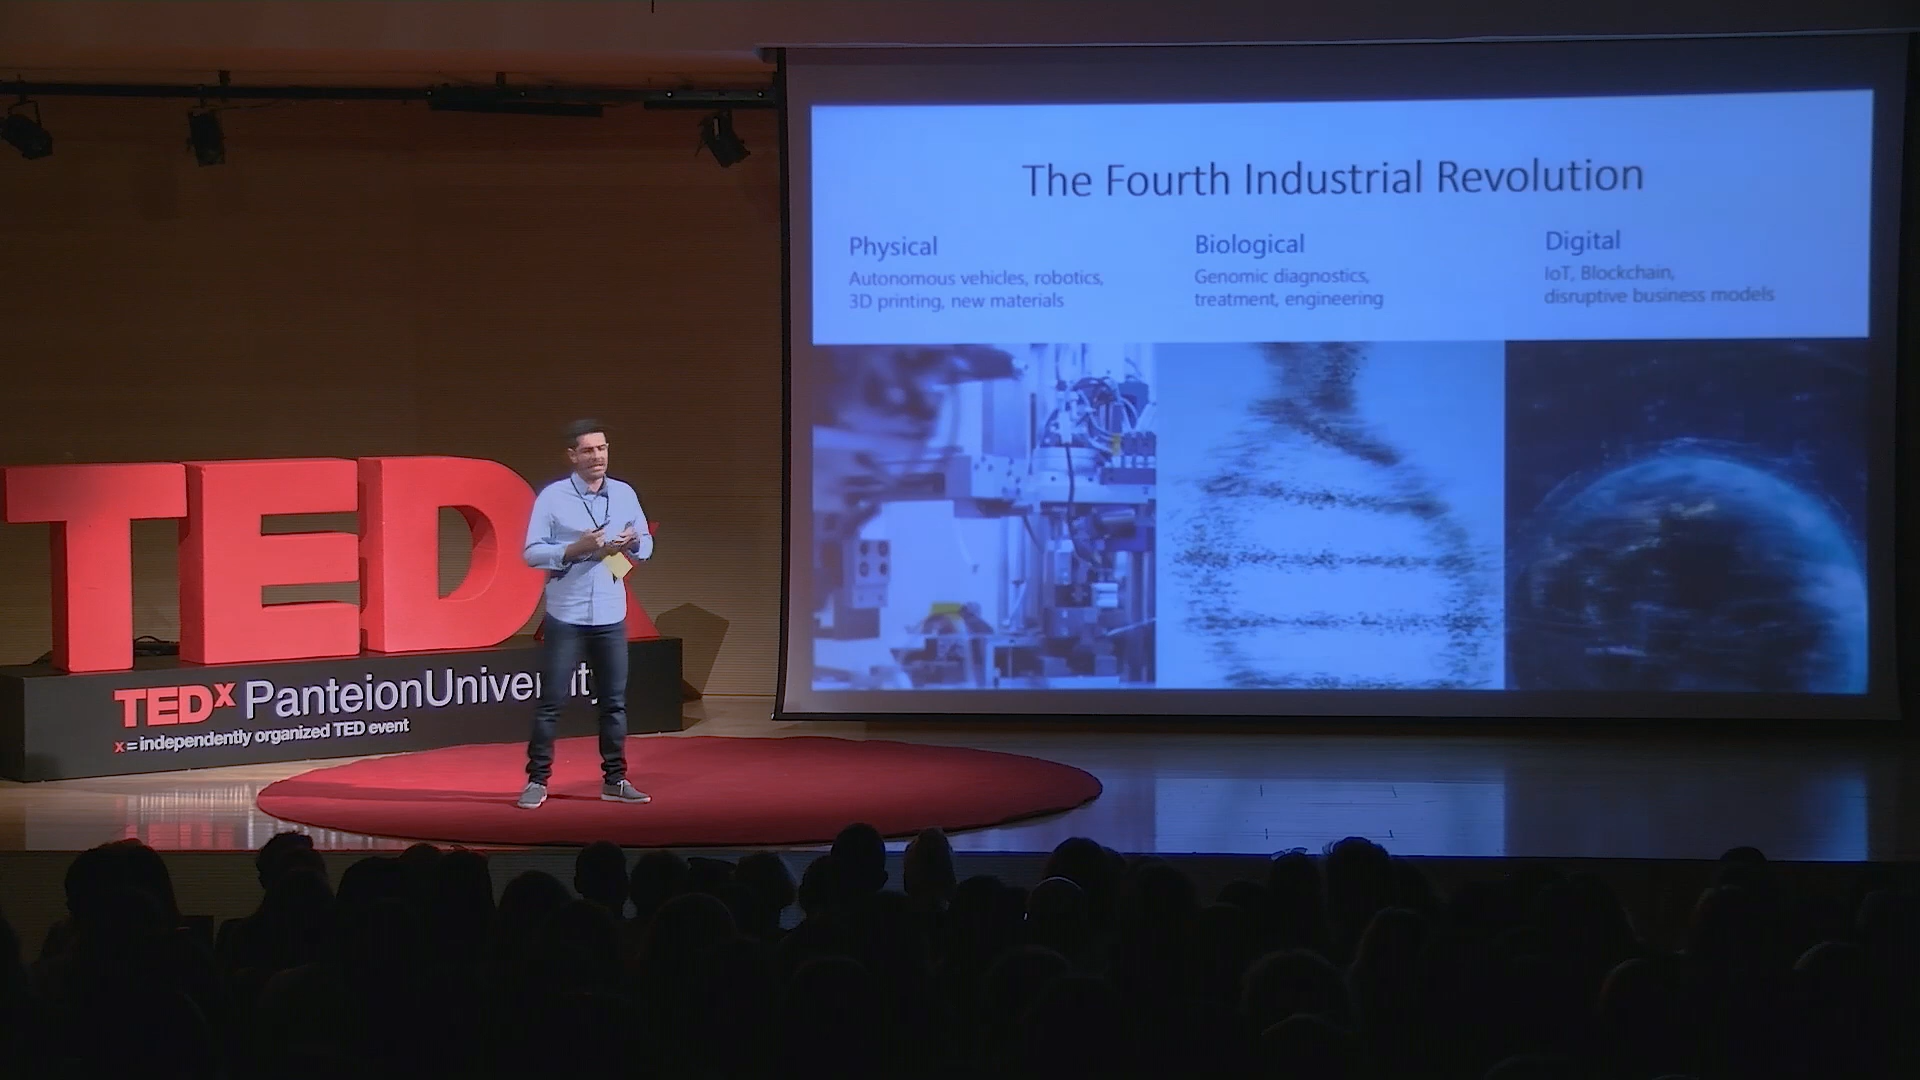 TEDx
TEDx PanteionUniversity
x = independently organized TED event
The Fourth Industrial Revolution
Physical
Autonomous vehicles, robotics,
3D printing, new materials
Biological
Genomic diagnostics,
treatment, engineering
Digital
IoT, Blockchain,
disruptive business models